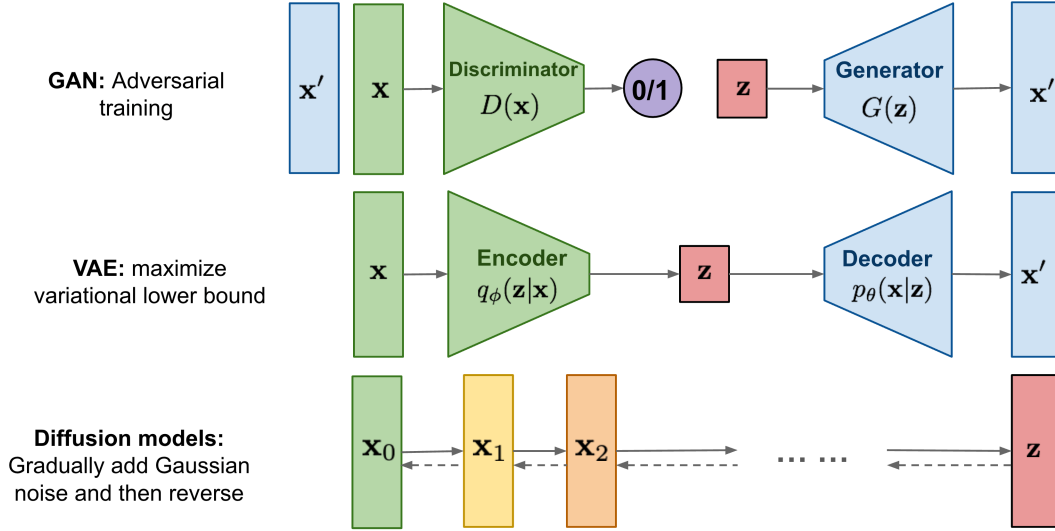 GAN: Adversarial
training
x′
x
Discriminator
D(x)
0/1
z
Generator
G(z)
x′
VAE: maximize
variational lower bound
x
Encoder
qϕ(z|x)
z
Decoder
pθ(x|z)
x′
Diffusion models:
Gradually add Gaussian
noise and then reverse
x₀
x₁
x₂
... ...
z